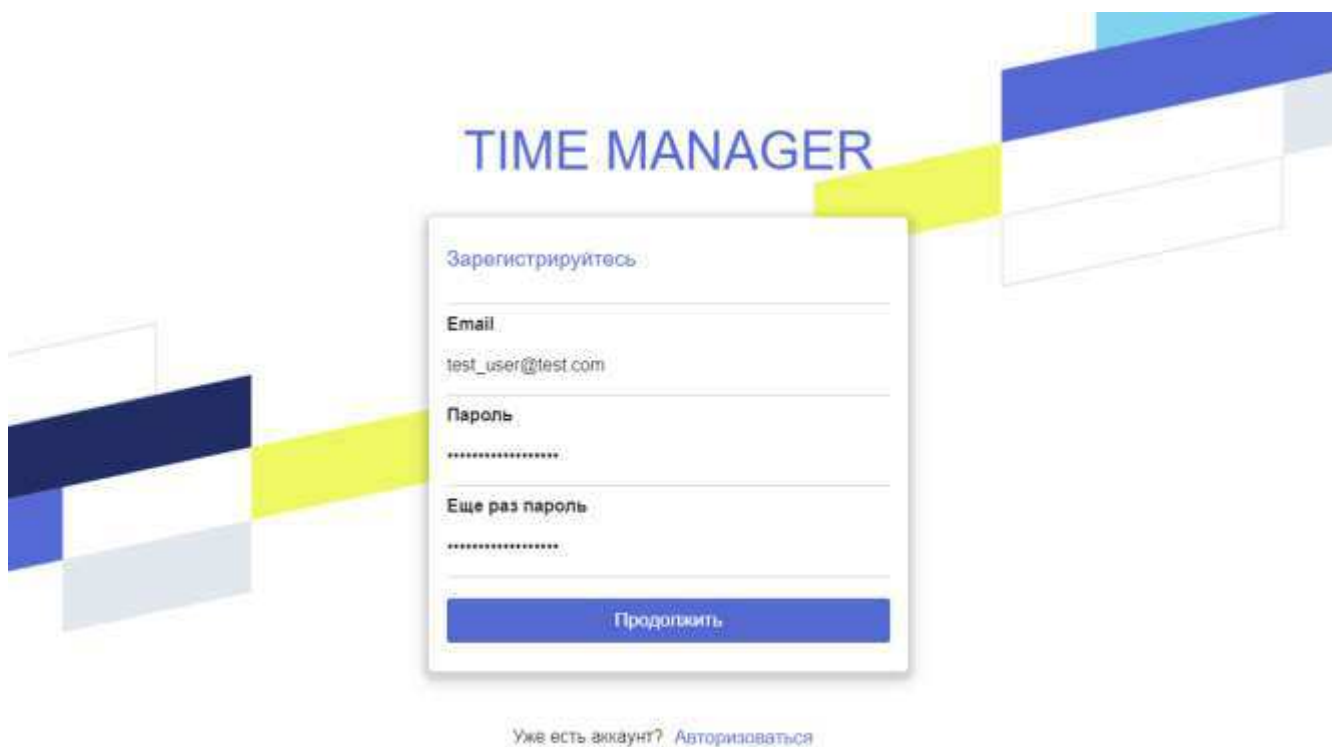 TIME MANAGER
Зарегистрируйтесь
Email
test_user@test.com
Пароль
••••••••••••••••••
Еще раз пароль
••••••••••••••••••
Продолжить
Уже есть аккаунт? Авторизоваться